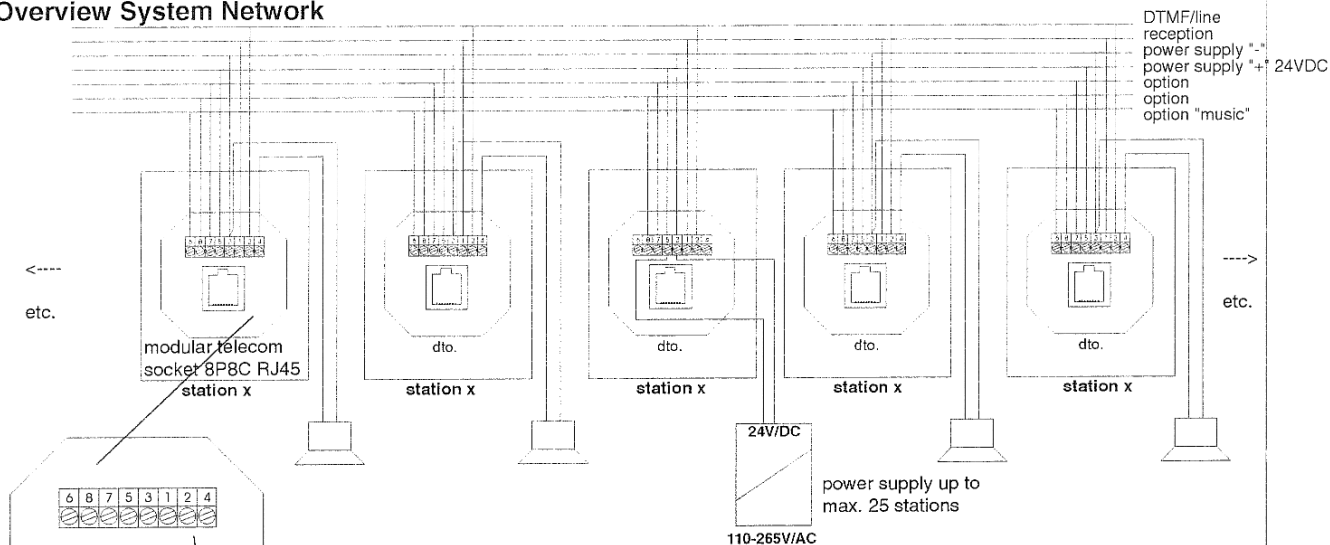 Overview System Network
DTMF/line
reception
power supply "-"
power supply "+" 24VDC
option
option
option "music"
<----
etc.
---->
etc.
modular telecom
socket 8P8C RJ45
station x
dto.
station x
dto.
station x
dto.
station x
dto.
station x
24V/DC
power supply up to
max. 25 stations
110-265V/AC
6 8 7 5 3 1 2 4